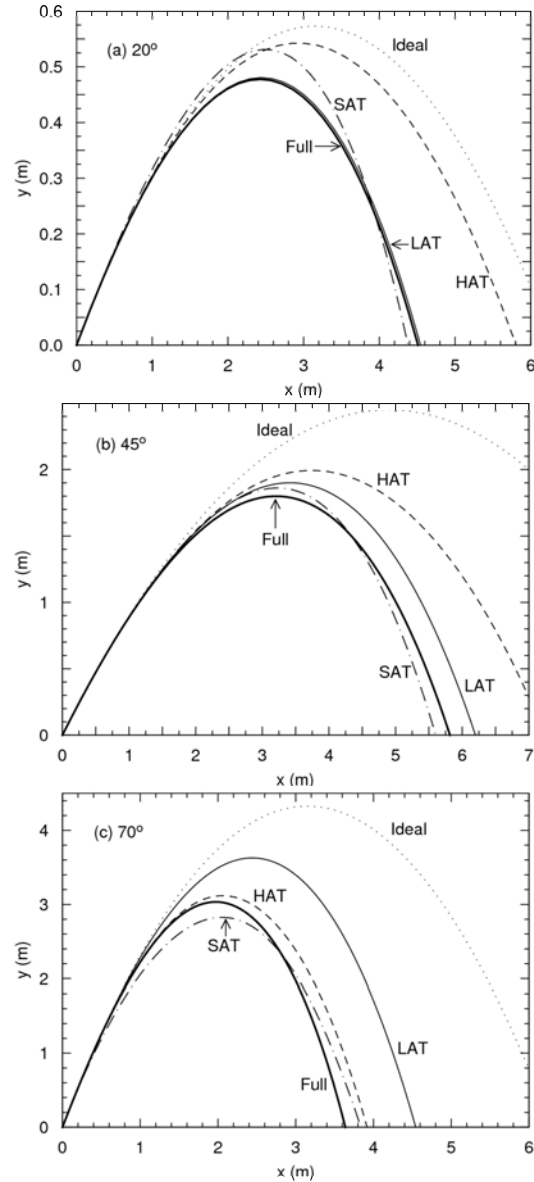 0.6
(a) 20°
Ideal
0.5
SAT
0.4
y (m)
Full
0.3
0.2
LAT
HAT
0.1
0.0
0 1 2 3 4 5 6
x (m)
(b) 45°
Ideal
2
HAT
y (m)
Full
1
SAT
LAT
0
0 1 2 3 4 5 6 7
x (m)
(c) 70°
Ideal
4
HAT
3
SAT
y (m)
2
LAT
1
Full
0
0 1 2 3 4 5 6
x (m)